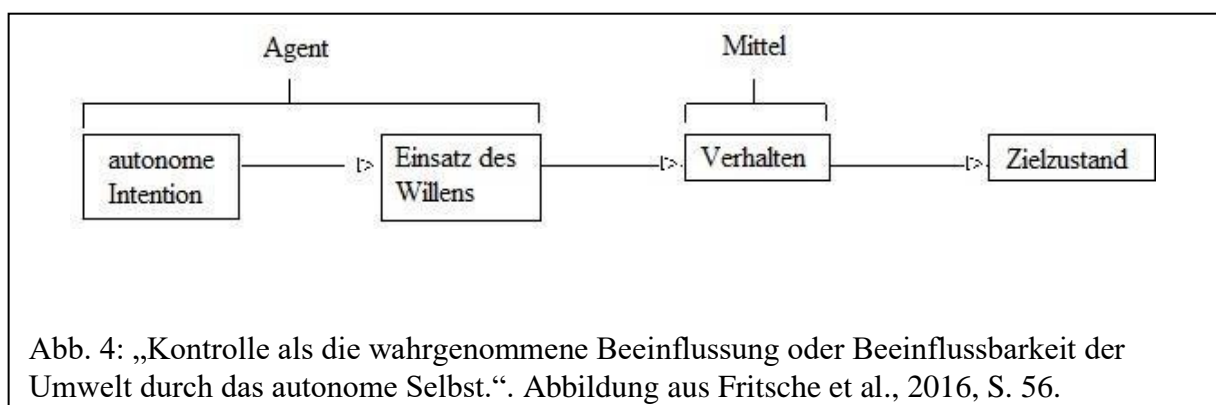 Agent
Mittel
autonome
Intention
Einsatz des
Willens
Verhalten
Zielzustand
Abb. 4: „Kontrolle als die wahrgenommene Beeinflussung oder Beeinflussbarkeit der
Umwelt durch das autonome Selbst.“. Abbildung aus Fritsche et al., 2016, S. 56.